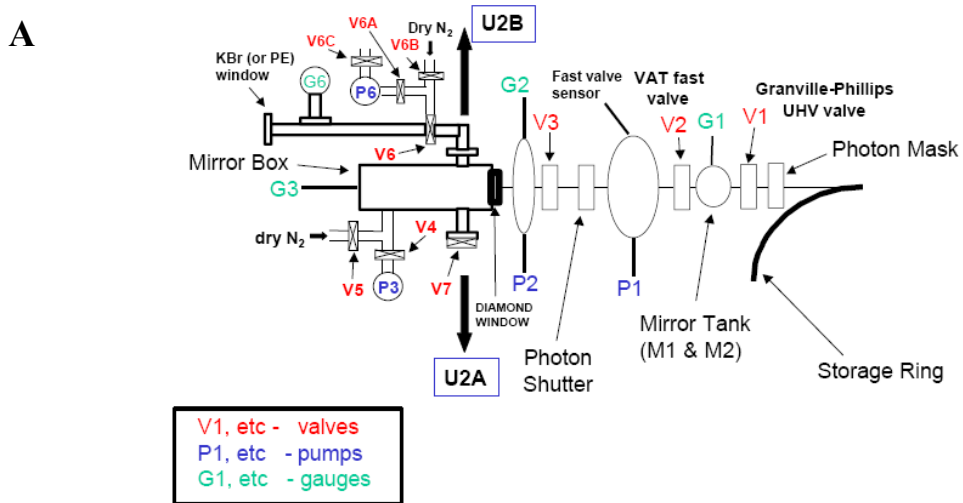 A
U2B
V6A
V6C
V6B
Dry N2
KBr (or PE)
window
G6
P6
V6
Mirror Box
G3
dry N2
V5
V4
P3
V7
DIAMOND
WINDOW
U2A
G2
P2
V3
Photon
Shutter
Fast valve
sensor
P1
VAT fast
valve
V2
G1
Mirror Tank
(M1 & M2)
Granville-Phillips
UHV valve
V1
Photon Mask
Storage Ring
V1, etc - valves
P1, etc - pumps
G1, etc - gauges